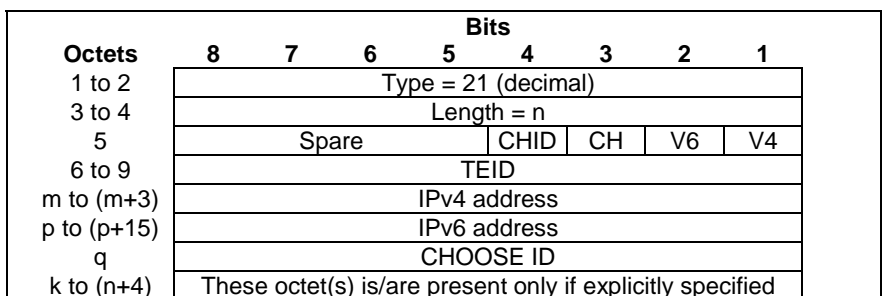 Bits
Octets 8 7 6 5 4 3 2 1
1 to 2 Type = 21 (decimal)
3 to 4 Length = n
5 Spare CHID CH V6 V4
6 to 9 TEID
m to (m+3) IPv4 address
p to (p+15) IPv6 address
q CHOOSE ID
k to (n+4) These octet(s) is/are present only if explicitly specified